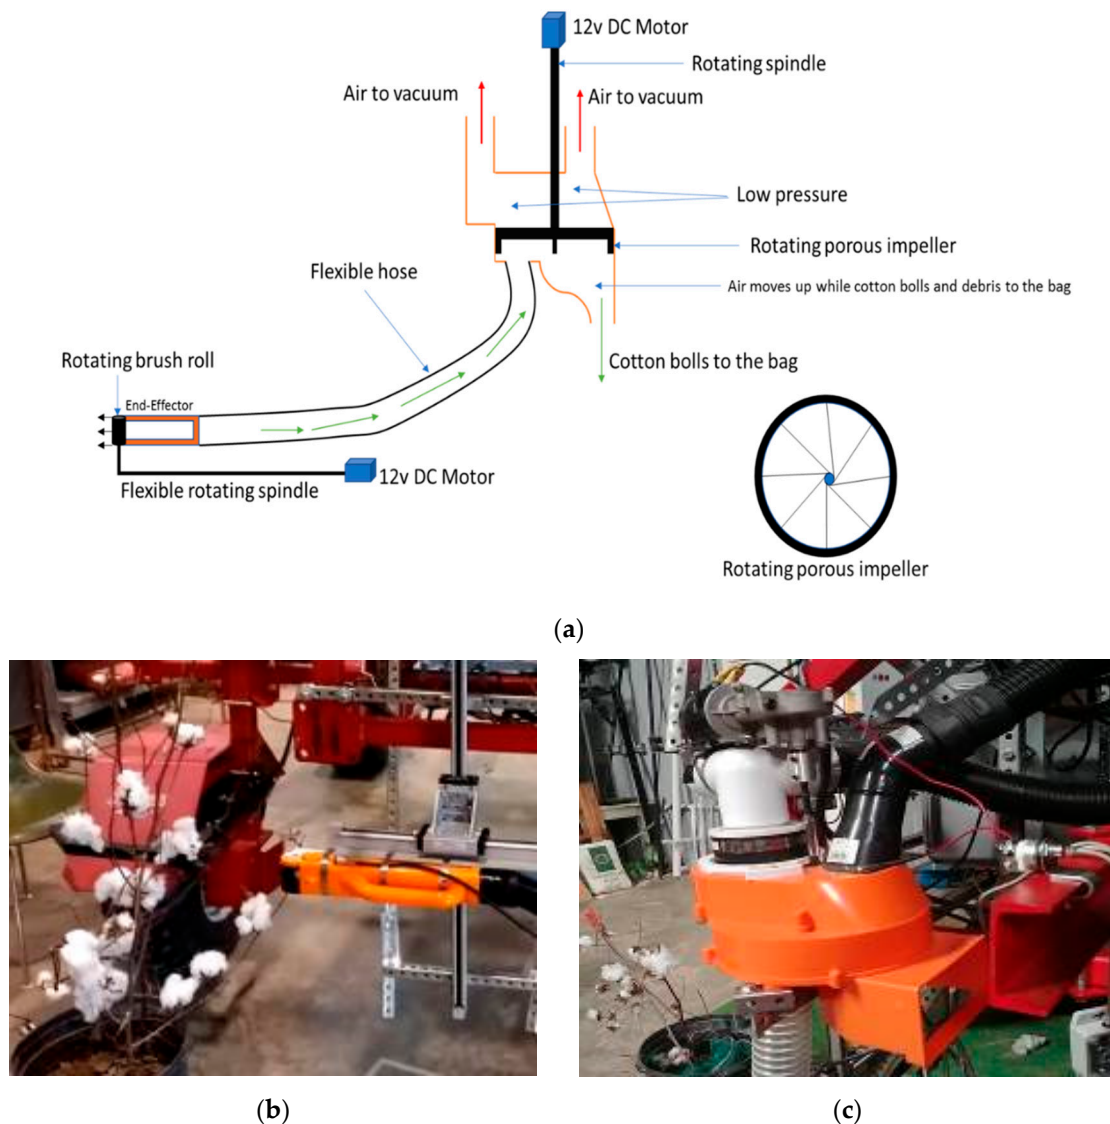 12v DC Motor
Rotating spindle
Air to vacuum
Air to vacuum
Low pressure
Rotating porous impeller
Flexible hose
Air moves up while cotton bolls and debris to the bag
Rotating brush roll
Cotton bolls to the bag
End-Effector
12v DC Motor
Flexible rotating spindle
Rotating porous impeller
(a)
(b)
(c)